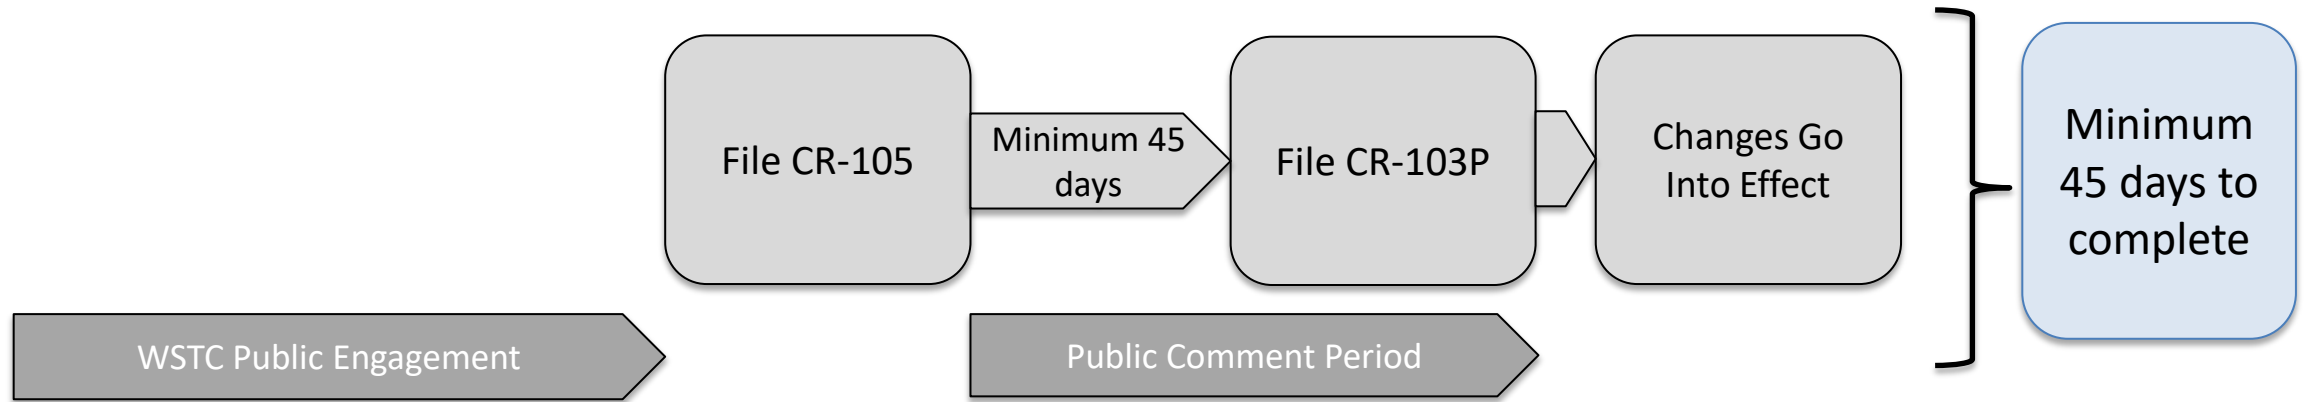 File CR-105
Minimum 45
days
File CR-103P
Changes Go
Into Effect
Minimum
45 days to
complete
WSTC Public Engagement
Public Comment Period